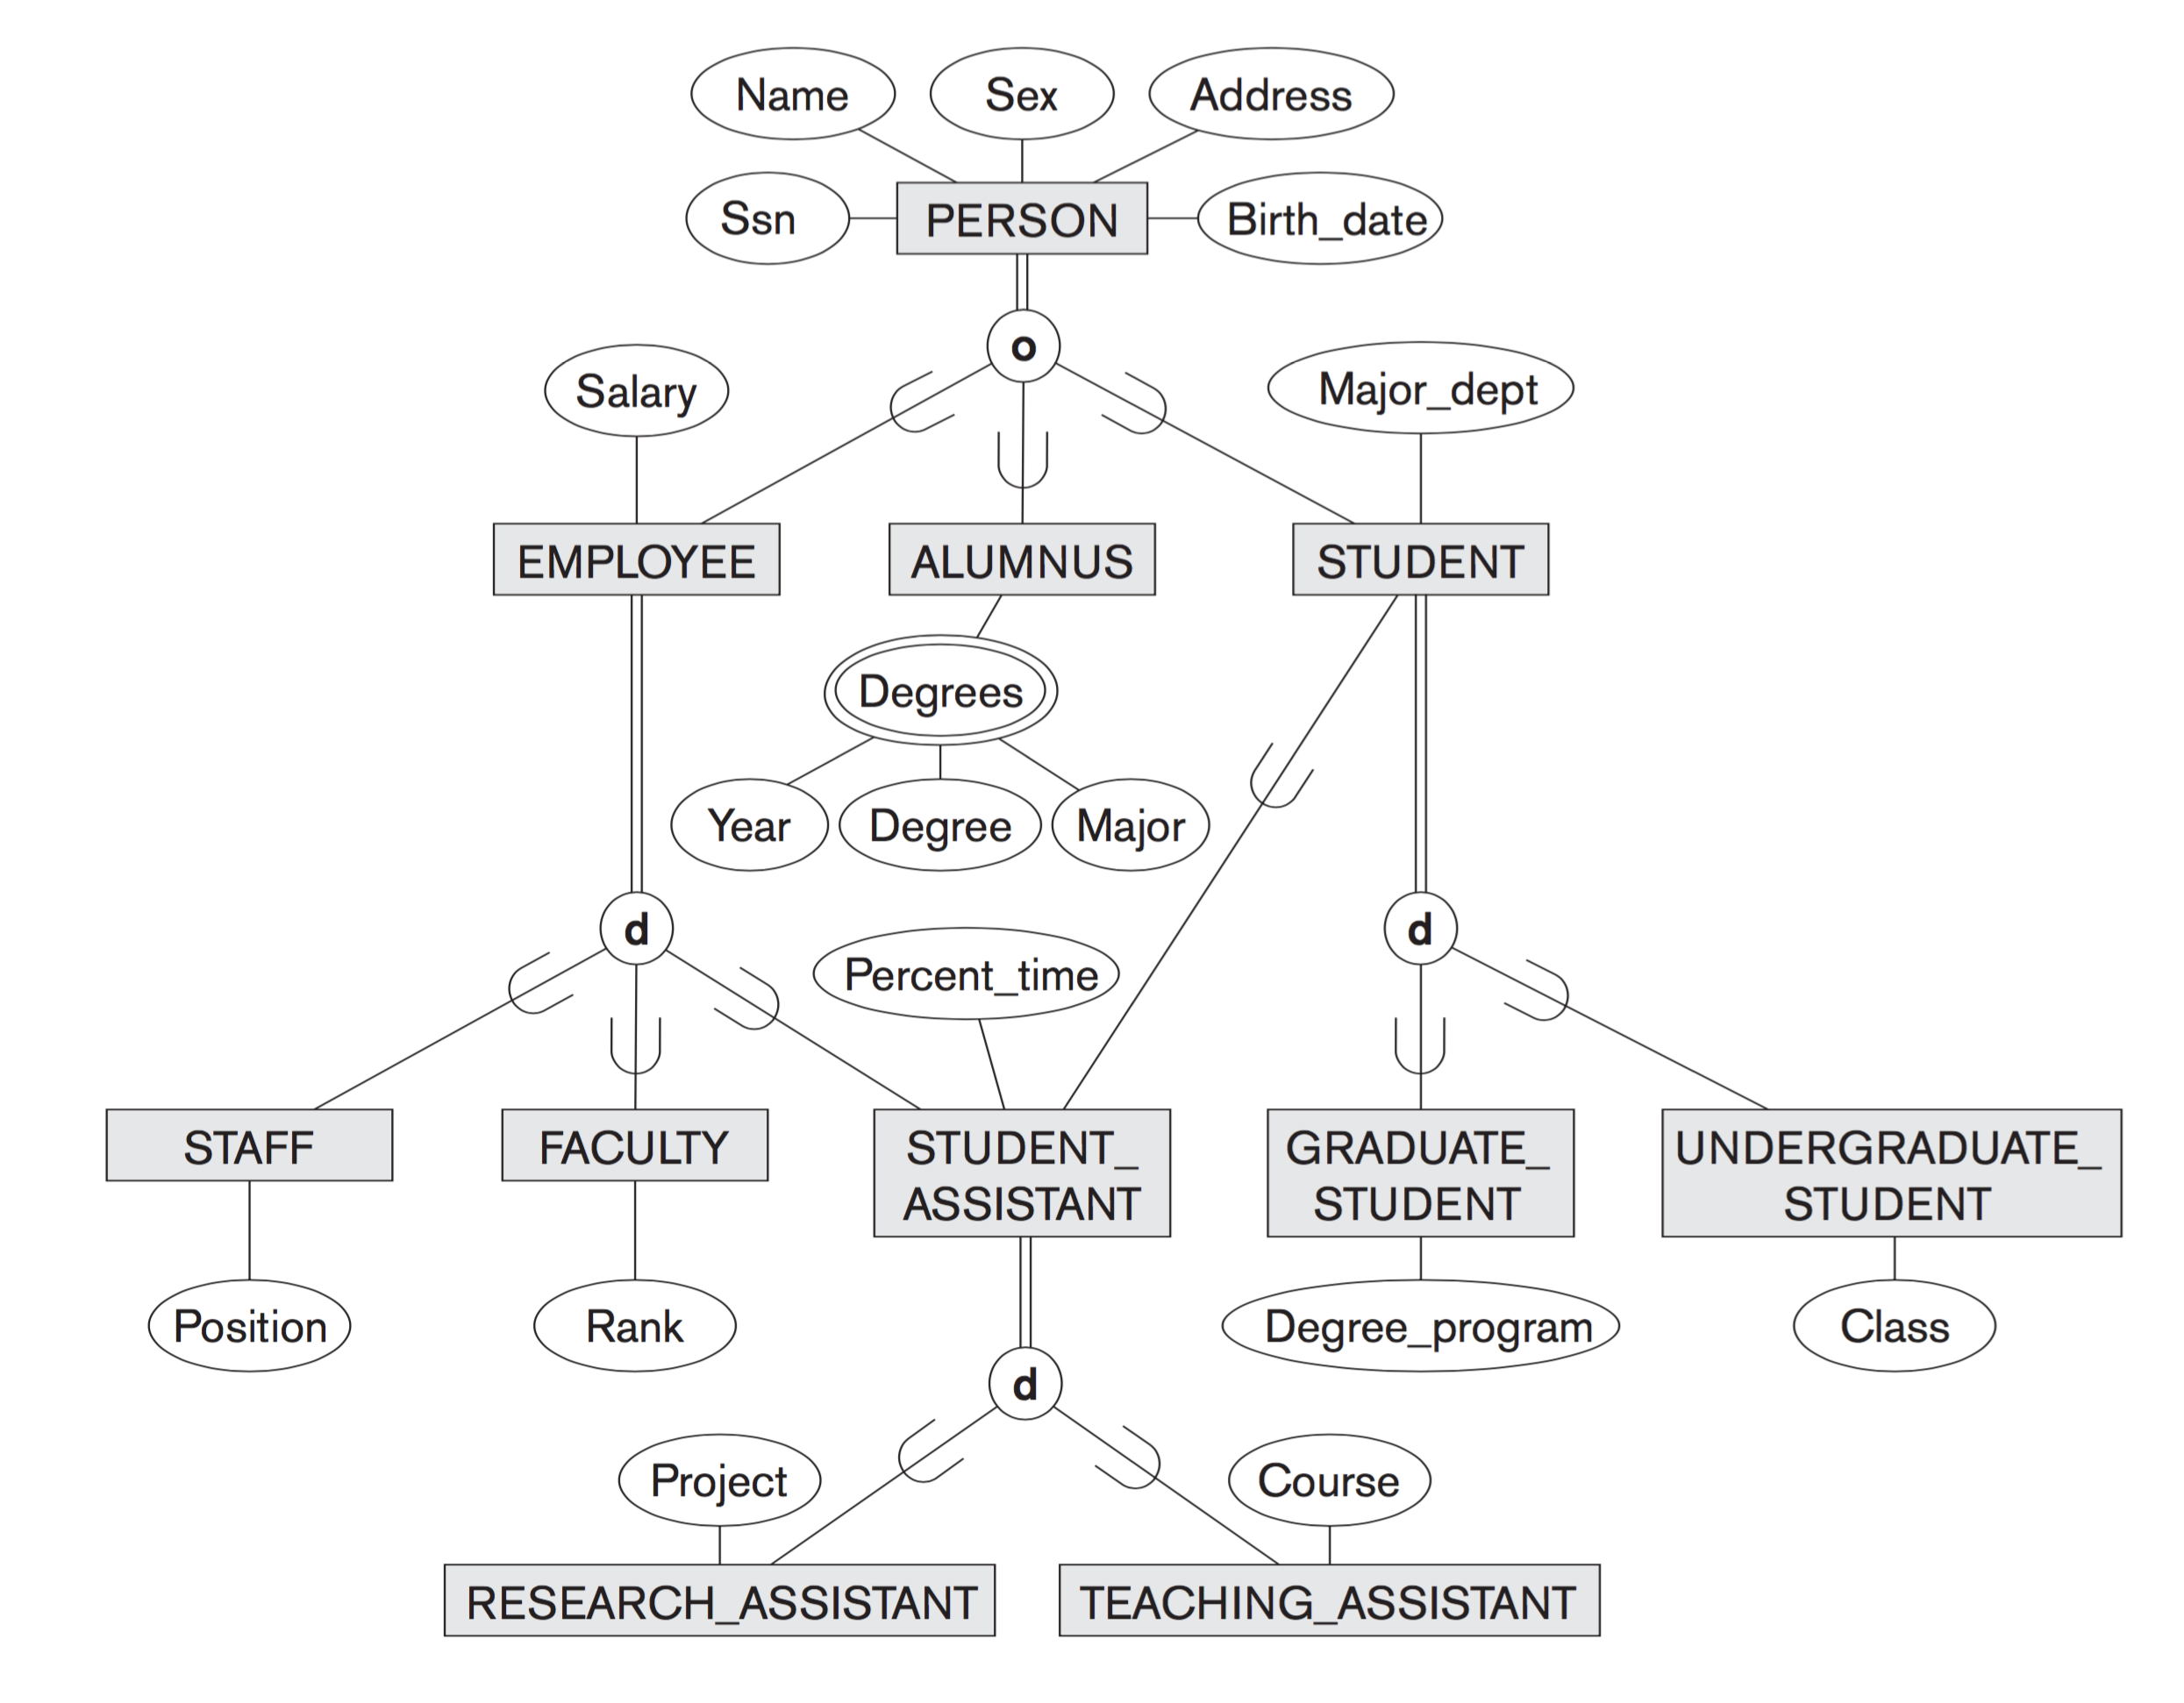 Name
Sex
Address
Ssn
PERSON
Birth_date
o
Salary
Major_dept
EMPLOYEE
ALUMNUS
STUDENT
Degrees
Year
Degree
Major
d
d
Percent_time
STAFF
FACULTY
STUDENT_
ASSISTANT
GRADUATE_
STUDENT
UNDERGRADUATE_
STUDENT
Position
Rank
Degree_program
Class
d
Project
Course
RESEARCH_ASSISTANT
TEACHING_ASSISTANT